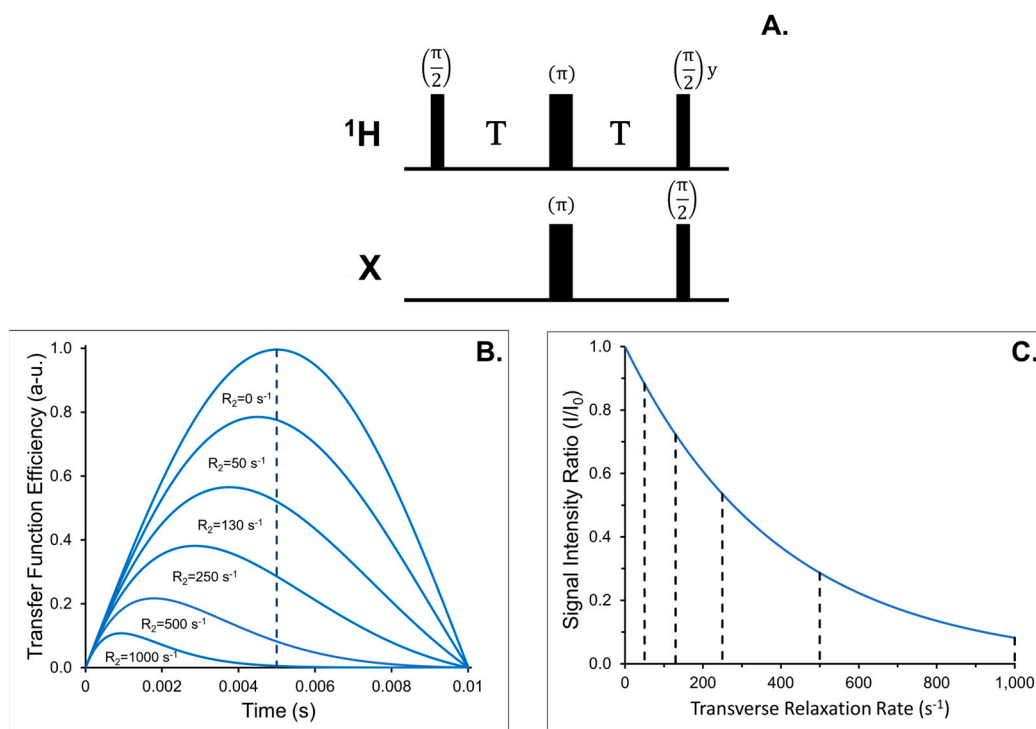 A.
(π/2) (π) (π/2) y
¹H T T
(π) (π/2)
X
B.
Transfer Function Efficiency (a-u.)
1.0
0.8
0.6
0.4
0.2
0.0
R₂=0 s⁻¹
R₂=50 s⁻¹
R₂=130 s⁻¹
R₂=250 s⁻¹
R₂=500 s⁻¹
R₂=1000 s⁻¹
0 0.002 0.004 0.006 0.008 0.01
Time (s)
C.
Signal Intensity Ratio (I/I₀)
1.0
0.8
0.6
0.4
0.2
0.0
0 200 400 600 800 1,000
Transverse Relaxation Rate (s⁻¹)